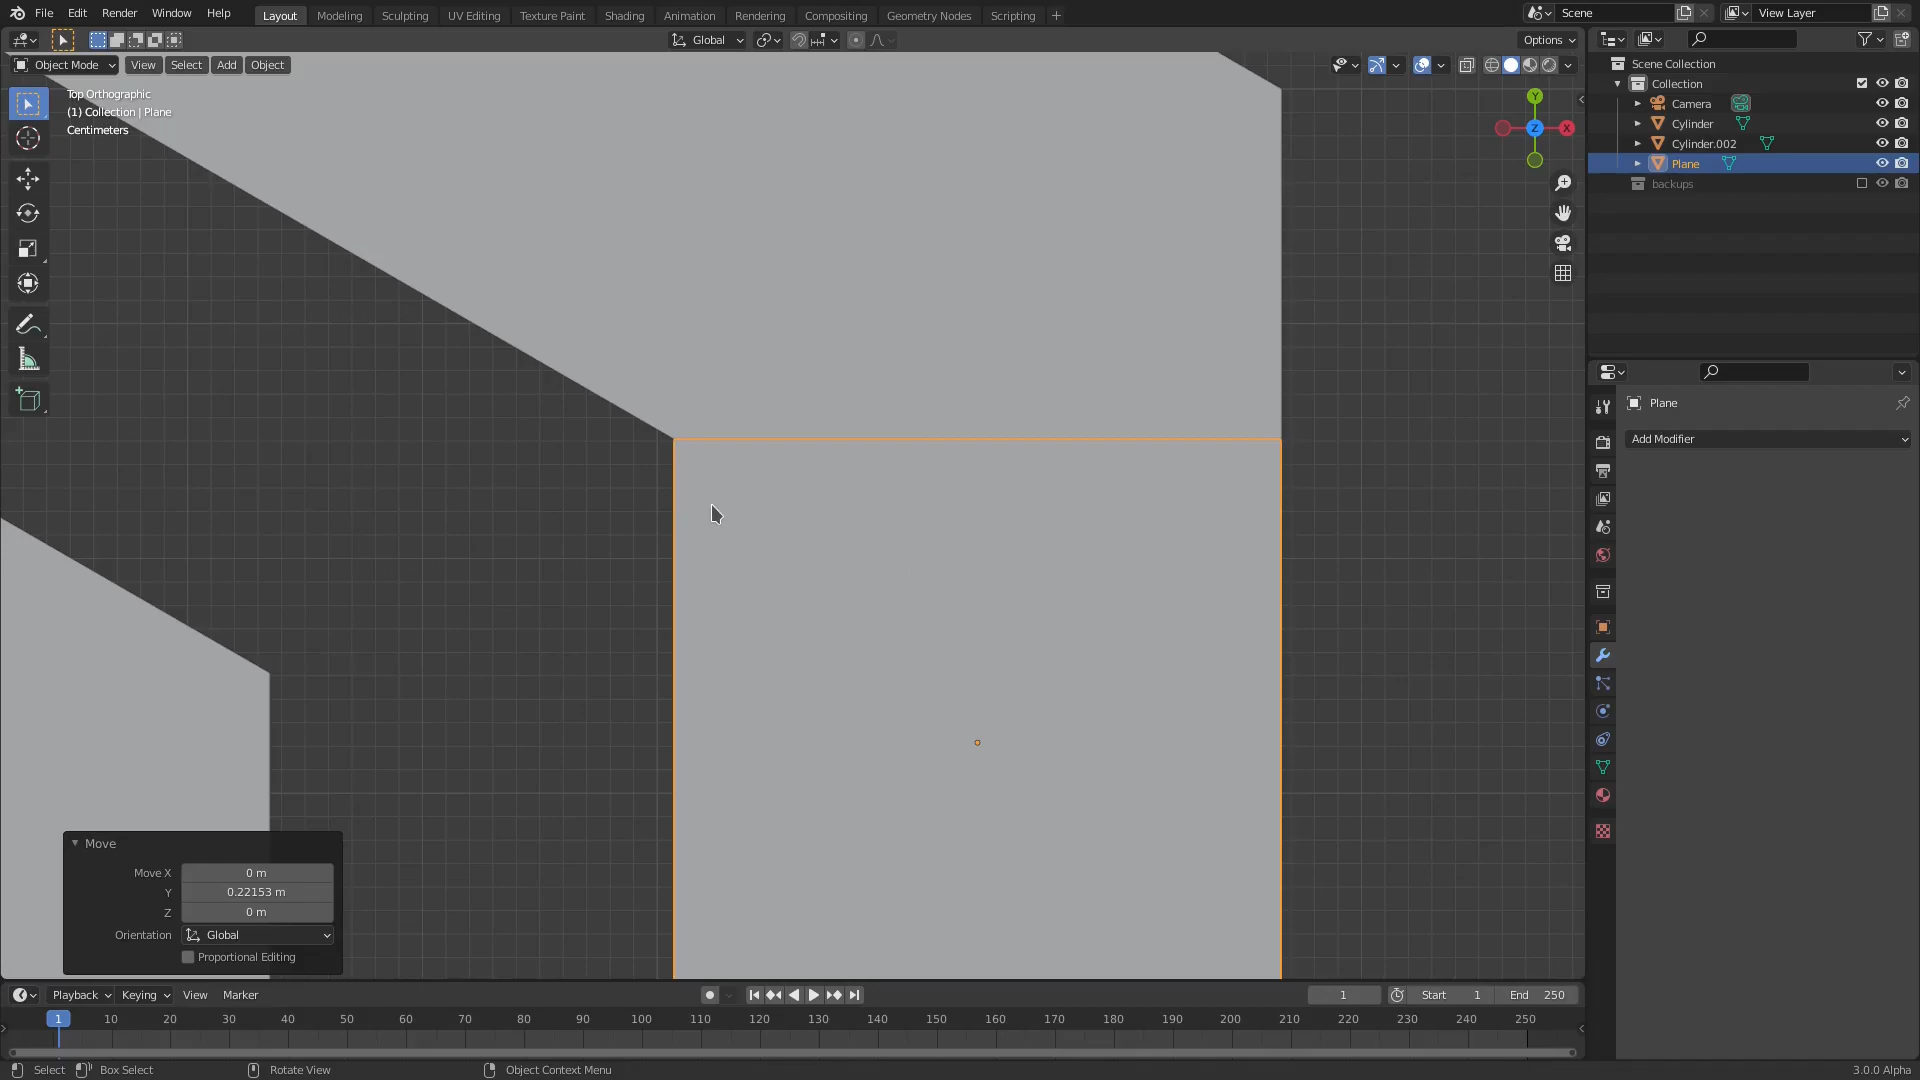 File Edit Render Window Help Layout Modeling Sculpting UV Editing Texture Paint Shading Animation Rendering Compositing Geometry Nodes Scripting Scene View Layer
Global Options
Object Mode View Select Add Object
Top Orthographic
(1) Collection | Plane
Centimeters
Y
Z
X
Scene Collection
Collection
Camera
Cylinder
Cylinder.002
Plane
backups
Plane
Add Modifier
Move
Move X 0 m
Y 0.22153 m
Z 0 m
Orientation Global
Proportional Editing
Playback Keying View Marker 1 Start 1 End 250
1 10 20 30 40 50 60 70 80 90 100 110 120 130 140 150 160 170 180 190 200 210 220 230 240 250
Select Box Select Rotate View Object Context Menu 3.0.0 Alpha